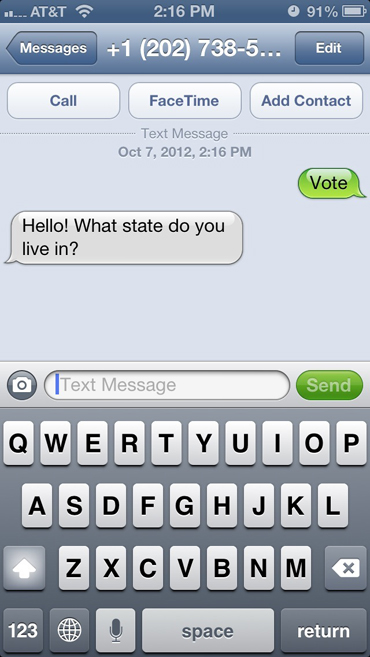 AT&T 2:16 PM 91%
Messages +1 (202) 738-5... Edit
Call FaceTime Add Contact
Text Message
Oct 7, 2012, 2:16 PM
Vote
Hello! What state do you
live in?
Text Message Send
Q W E R T Y U I O P
A S D F G H J K L
Z X C V B N M
123 space return